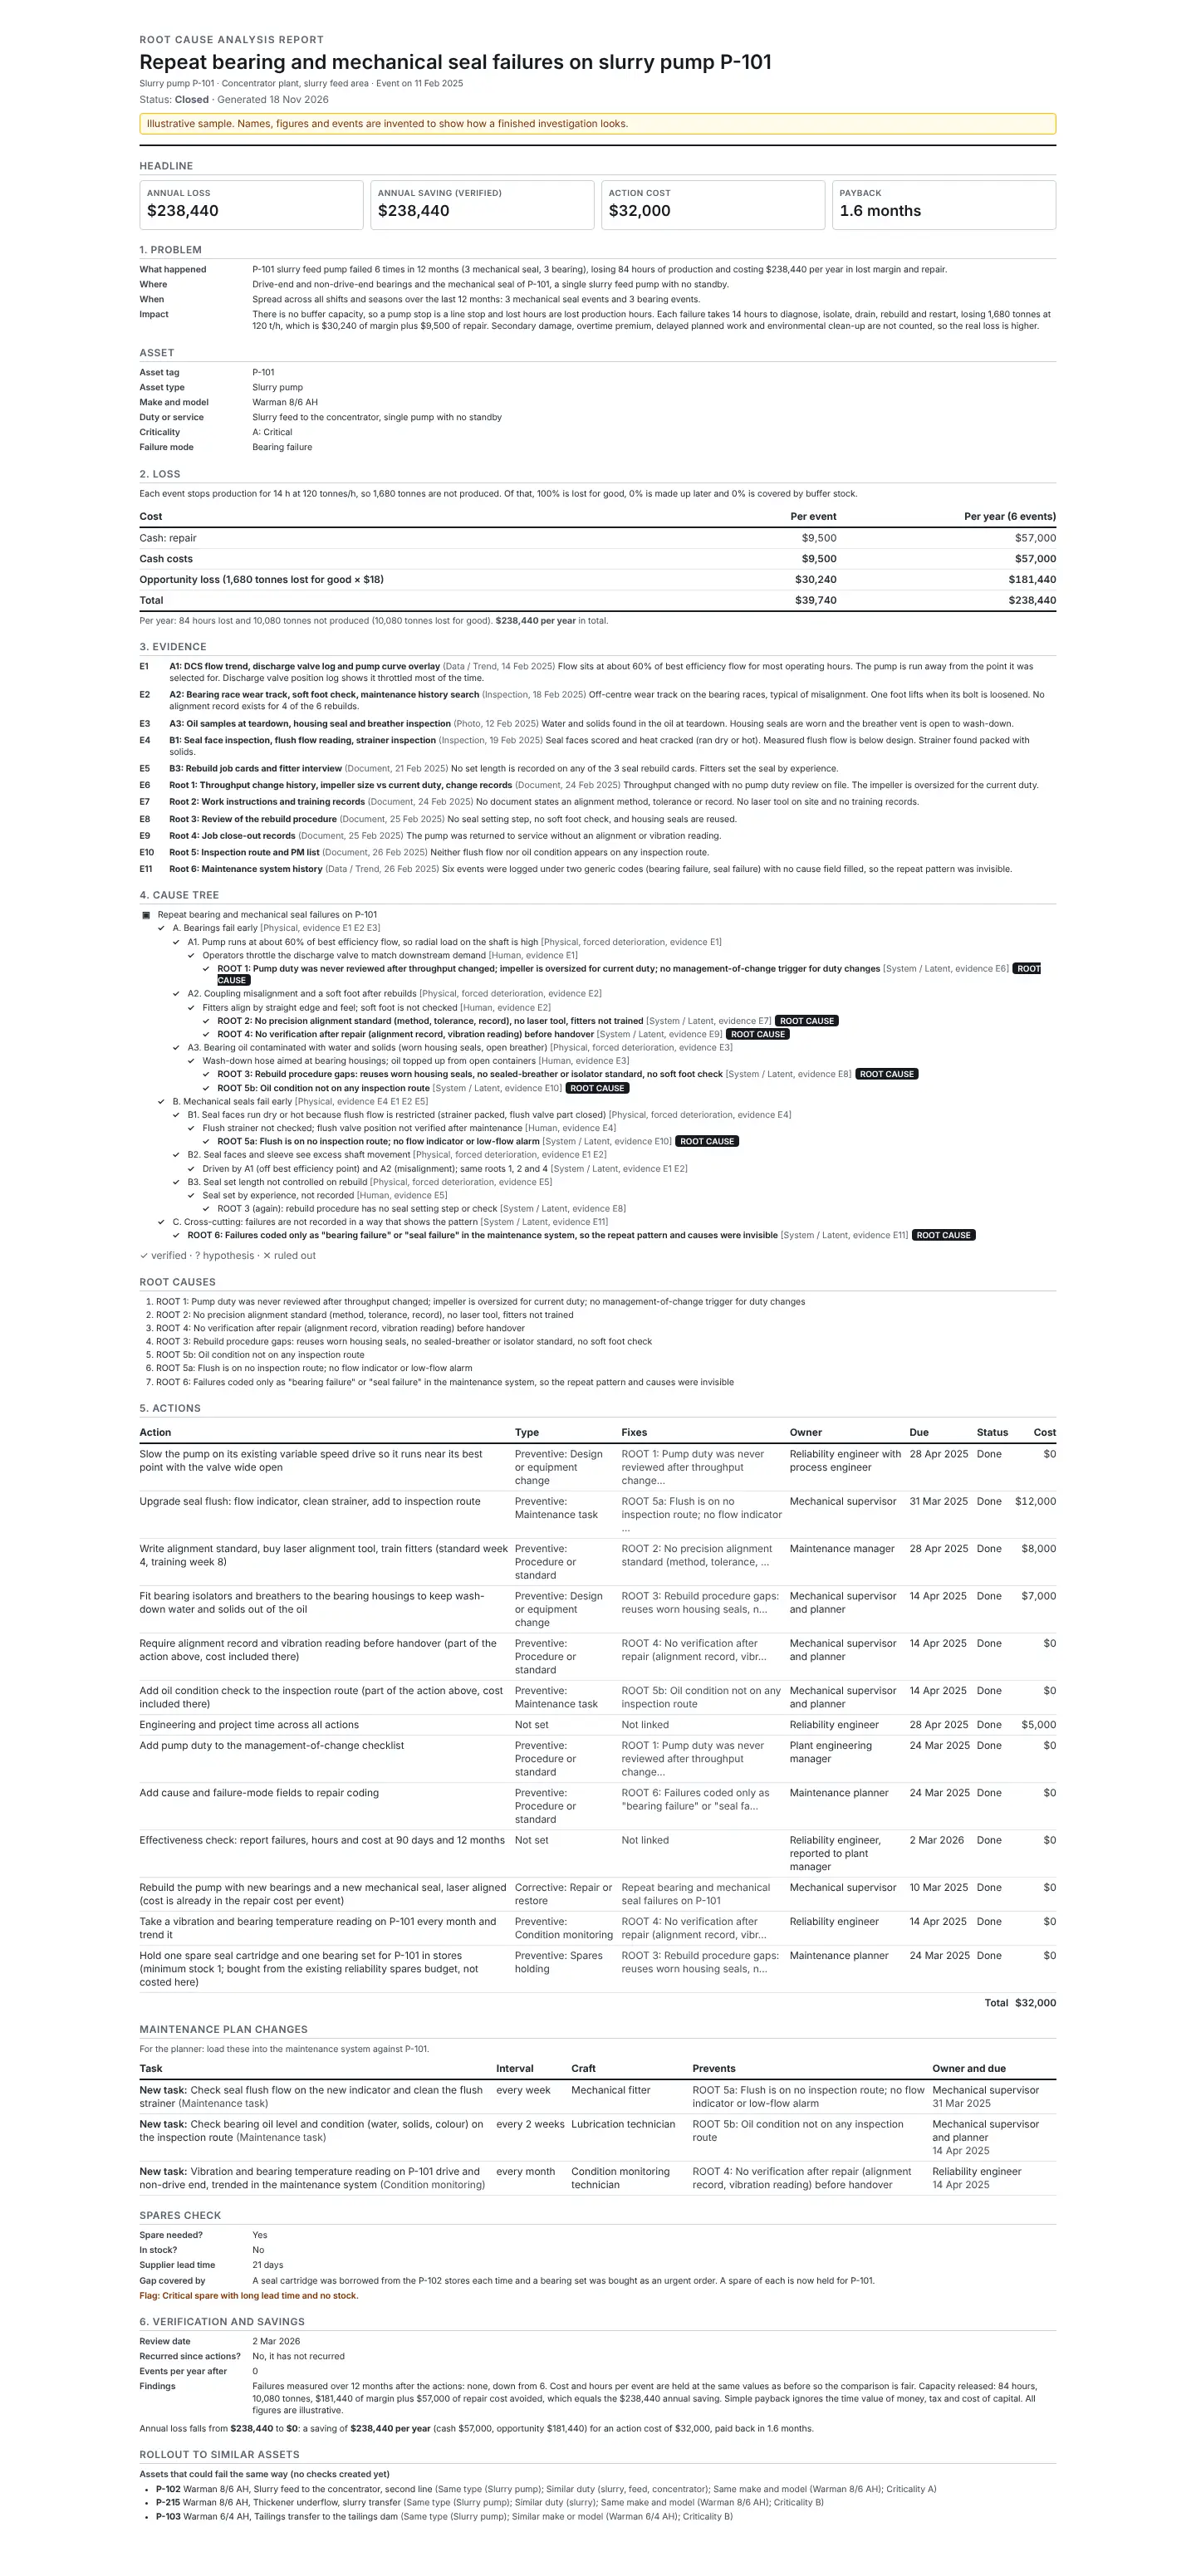 ROOT CAUSE ANALYSIS REPORT
Repeat bearing and mechanical seal failures on slurry pump P-101
Slurry pump P-101 · Concentrator plant, slurry feed area · Event on 11 Feb 2025
Status: Closed · Generated 18 Nov 2026
Illustrative sample. Names, figures and events are invented to show how a finished investigation looks.
HEADLINE
ANNUAL LOSS
$238,440
ANNUAL SAVING (VERIFIED)
$238,440
ACTION COST
$32,000
PAYBACK
1.6 months
1. PROBLEM
What happened P-101 slurry feed pump failed 6 times in 12 months (3 mechanical seal, 3 bearing), losing 84 hours of production and costing $238,440 per year in lost margin and repair.
Where Drive-end and non-drive-end bearings and the mechanical seal of P-101, a single slurry feed pump with no standby.
When Spread across all shifts and seasons over the last 12 months: 3 mechanical seal events and 3 bearing events.
Impact There is no buffer capacity, so a pump stop is a line stop and lost hours are lost production hours. Each failure takes 14 hours to diagnose, isolate, drain, rebuild and restart, losing 1,680 tonnes at
120 t/h, which is $30,240 of margin plus $9,500 of repair. Secondary damage, overtime premium, delayed planned work and environmental clean-up are not counted, so the real loss is higher.
ASSET
Asset tag P-101
Asset type Slurry pump
Make and model Warman 8/6 AH
Duty or service Slurry feed to the concentrator, single pump with no standby
Criticality A: Critical
Failure mode Bearing failure
2. LOSS
Each event stops production for 14 h at 120 tonnes/h, so 1,680 tonnes are not produced. Of that, 100% is lost for good, 0% is made up later and 0% is covered by buffer stock.
Cost Per event Per year (6 events)
Cash: repair $9,500 $57,000
Cash costs $9,500 $57,000
Opportunity loss (1,680 tonnes lost for good × $18) $30,240 $181,440
Total $39,740 $238,440
Per year: 84 hours lost and 10,080 tonnes not produced (10,080 tonnes lost for good). $238,440 per year in total.
3. EVIDENCE
E1 A1: DCS flow trend, discharge valve log and pump curve overlay (Data / Trend, 14 Feb 2025) Flow sits at about 60% of best efficiency flow for most operating hours. The pump is run away from the point it was
selected for. Discharge valve position log shows it throttled most of the time.
E2 A2: Bearing race wear track, soft foot check, maintenance history search (Inspection, 18 Feb 2025) Off-centre wear track on the bearing races, typical of misalignment. One foot lifts when its bolt is loosened. No
alignment record exists for 4 of the 6 rebuilds.
E3 A3: Oil samples at teardown, housing seal and breather inspection (Photo, 12 Feb 2025) Water and solids found in the oil at teardown. Housing seals are worn and the breather vent is open to wash-down.
E4 B1: Seal face inspection, flush flow reading, strainer inspection (Inspection, 19 Feb 2025) Seal faces scored and heat cracked (ran dry or hot). Measured flush flow is below design. Strainer found packed with
solids.
E5 B3: Rebuild job cards and fitter interview (Document, 21 Feb 2025) No set length is recorded on any of the 3 seal rebuild cards. Fitters set the seal by experience.
E6 Root 1: Throughput change history, impeller size vs current duty, change records (Document, 24 Feb 2025) Throughput changed with no pump duty review on file. The impeller is oversized for the current duty.
E7 Root 2: Work instructions and training records (Document, 24 Feb 2025) No document states an alignment method, tolerance or record. No laser tool on site and no training records.
E8 Root 3: Review of the rebuild procedure (Document, 25 Feb 2025) No seal setting step, no soft foot check, and housing seals are reused.
E9 Root 4: Job close-out records (Document, 25 Feb 2025) The pump was returned to service without an alignment or vibration reading.
E10 Root 5: Inspection route and PM list (Document, 26 Feb 2025) Neither flush flow nor oil condition appears on any inspection route.
E11 Root 6: Maintenance system history (Data / Trend, 26 Feb 2025) Six events were logged under two generic codes (bearing failure, seal failure) with no cause field filled, so the repeat pattern was invisible.
4. CAUSE TREE
▣ Repeat bearing and mechanical seal failures on P-101
✓ A. Bearings fail early [Physical, evidence E1 E2 E3]
✓ A1. Pump runs at about 60% of best efficiency flow, so radial load on the shaft is high [Physical, forced deterioration, evidence E1]
✓ Operators throttle the discharge valve to match downstream demand [Human, evidence E1]
✓ ROOT 1: Pump duty was never reviewed after throughput changed; impeller is oversized for current duty; no management-of-change trigger for duty changes [System / Latent, evidence E6] ROOT
CAUSE
✓ A2. Coupling misalignment and a soft foot after rebuilds [Physical, forced deterioration, evidence E2]
✓ Fitters align by straight edge and feel; soft foot is not checked [Human, evidence E2]
✓ ROOT 2: No precision alignment standard (method, tolerance, record), no laser tool, fitters not trained [System / Latent, evidence E7] ROOT CAUSE
✓ ROOT 4: No verification after repair (alignment record, vibration reading) before handover [System / Latent, evidence E9] ROOT CAUSE
✓ A3. Bearing oil contaminated with water and solids (worn housing seals, open breather) [Physical, forced deterioration, evidence E3]
✓ Wash-down hose aimed at bearing housings; oil topped up from open containers [Human, evidence E3]
✓ ROOT 3: Rebuild procedure gaps: reuses worn housing seals, no sealed-breather or isolator standard, no soft foot check [System / Latent, evidence E8] ROOT CAUSE
✓ ROOT 5b: Oil condition not on any inspection route [System / Latent, evidence E10] ROOT CAUSE
✓ B. Mechanical seals fail early [Physical, evidence E4 E1 E2 E5]
✓ B1. Seal faces run dry or hot because flush flow is restricted (strainer packed, flush valve part closed) [Physical, forced deterioration, evidence E4]
✓ Flush strainer not checked; flush valve position not verified after maintenance [Human, evidence E4]
✓ ROOT 5a: Flush is on no inspection route; no flow indicator or low-flow alarm [System / Latent, evidence E10] ROOT CAUSE
✓ B2. Seal faces and sleeve see excess shaft movement [Physical, forced deterioration, evidence E1 E2]
✓ Driven by A1 (off best efficiency point) and A2 (misalignment); same roots 1, 2 and 4 [System / Latent, evidence E1 E2]
✓ B3. Seal set length not controlled on rebuild [Physical, forced deterioration, evidence E5]
✓ Seal set by experience, not recorded [Human, evidence E5]
✓ ROOT 3 (again): rebuild procedure has no seal setting step or check [System / Latent, evidence E8]
✓ C. Cross-cutting: failures are not recorded in a way that shows the pattern [System / Latent, evidence E11]
✓ ROOT 6: Failures coded only as "bearing failure" or "seal failure" in the maintenance system, so the repeat pattern and causes were invisible [System / Latent, evidence E11] ROOT CAUSE
✓ verified · ? hypothesis · ✕ ruled out
ROOT CAUSES
1. ROOT 1: Pump duty was never reviewed after throughput changed; impeller is oversized for current duty; no management-of-change trigger for duty changes
2. ROOT 2: No precision alignment standard (method, tolerance, record), no laser tool, fitters not trained
3. ROOT 4: No verification after repair (alignment record, vibration reading) before handover
4. ROOT 3: Rebuild procedure gaps: reuses worn housing seals, no sealed-breather or isolator standard, no soft foot check
5. ROOT 5b: Oil condition not on any inspection route
6. ROOT 5a: Flush is on no inspection route; no flow indicator or low-flow alarm
7. ROOT 6: Failures coded only as "bearing failure" or "seal failure" in the maintenance system, so the repeat pattern and causes were invisible
5. ACTIONS
Action Type Fixes Owner Due Status Cost
Slow the pump on its existing variable speed drive so it runs near its best Preventive: Design ROOT 1: Pump duty was never Reliability engineer with 28 Apr 2025 Done $0
point with the valve wide open or equipment reviewed after throughput process engineer
change change...
Upgrade seal flush: flow indicator, clean strainer, add to inspection route Preventive: ROOT 5a: Flush is on no Mechanical supervisor 31 Mar 2025 Done $12,000
Maintenance task inspection route; no flow indicator
...
Write alignment standard, buy laser alignment tool, train fitters (standard week Preventive: ROOT 2: No precision alignment Maintenance manager 28 Apr 2025 Done $8,000
4, training week 8) Procedure or standard (method, tolerance, ...
standard
Fit bearing isolators and breathers to the bearing housings to keep wash- Preventive: Design ROOT 3: Rebuild procedure gaps: Mechanical supervisor 14 Apr 2025 Done $7,000
down water and solids out of the oil or equipment reuses worn housing seals, n... and planner
change
Require alignment record and vibration reading before handover (part of the Preventive: ROOT 4: No verification after Mechanical supervisor 14 Apr 2025 Done $0
action above, cost included there) Procedure or repair (alignment record, vibr... and planner
standard
Add oil condition check to the inspection route (part of the action above, cost Preventive: ROOT 5b: Oil condition not on any Mechanical supervisor 14 Apr 2025 Done $0
included there) Maintenance task inspection route and planner
Engineering and project time across all actions Not set Not linked Reliability engineer 28 Apr 2025 Done $5,000
Add pump duty to the management-of-change checklist Preventive: ROOT 1: Pump duty was never Plant engineering 24 Mar 2025 Done $0
Procedure or reviewed after throughput manager
standard change...
Add cause and failure-mode fields to repair coding Preventive: ROOT 6: Failures coded only as Maintenance planner 24 Mar 2025 Done $0
Procedure or "bearing failure" or "seal fa...
standard
Effectiveness check: report failures, hours and cost at 90 days and 12 months Not set Not linked Reliability engineer, 2 Mar 2026 Done $0
reported to plant
manager
Rebuild the pump with new bearings and a new mechanical seal, laser aligned Corrective: Repair or Repeat bearing and mechanical Mechanical supervisor 10 Mar 2025 Done $0
(cost is already in the repair cost per event) restore seal failures on P-101
Take a vibration and bearing temperature reading on P-101 every month and Preventive: ROOT 4: No verification after Reliability engineer 14 Apr 2025 Done $0
trend it Condition monitoring repair (alignment record, vibr...
Hold one spare seal cartridge and one bearing set for P-101 in stores Preventive: Spares ROOT 3: Rebuild procedure gaps: Maintenance planner 24 Mar 2025 Done $0
(minimum stock 1; bought from the existing reliability spares budget, not holding reuses worn housing seals, n...
costed here)
Total $32,000
MAINTENANCE PLAN CHANGES
For the planner: load these into the maintenance system against P-101.
Task Interval Craft Prevents Owner and due
New task: Check seal flush flow on the new indicator and clean the flush every week Mechanical fitter ROOT 5a: Flush is on no inspection route; no flow Mechanical supervisor
strainer (Maintenance task) indicator or low-flow alarm 31 Mar 2025
New task: Check bearing oil level and condition (water, solids, colour) on every 2 weeks Lubrication technician ROOT 5b: Oil condition not on any inspection Mechanical supervisor
the inspection route (Maintenance task) route and planner
14 Apr 2025
New task: Vibration and bearing temperature reading on P-101 drive and every month Condition monitoring ROOT 4: No verification after repair (alignment Reliability engineer
non-drive end, trended in the maintenance system (Condition monitoring) technician record, vibration reading) before handover 14 Apr 2025
SPARES CHECK
Spare needed? Yes
In stock? No
Supplier lead time 21 days
Gap covered by A seal cartridge was borrowed from the P-102 stores each time and a bearing set was bought as an urgent order. A spare of each is now held for P-101.
Flag: Critical spare with long lead time and no stock.
6. VERIFICATION AND SAVINGS
Review date 2 Mar 2026
Recurred since actions? No, it has not recurred
Events per year after 0
Findings Failures measured over 12 months after the actions: none, down from 6. Cost and hours per event are held at the same values as before so the comparison is fair. Capacity released: 84 hours,
10,080 tonnes, $181,440 of margin plus $57,000 of repair cost avoided, which equals the $238,440 annual saving. Simple payback ignores the time value of money, tax and cost of capital. All
figures are illustrative.
Annual loss falls from $238,440 to $0: a saving of $238,440 per year (cash $57,000, opportunity $181,440) for an action cost of $32,000, paid back in 1.6 months.
ROLLOUT TO SIMILAR ASSETS
Assets that could fail the same way (no checks created yet)
• P-102 Warman 8/6 AH, Slurry feed to the concentrator, second line (Same type (Slurry pump); Similar duty (slurry, feed, concentrator); Same make and model (Warman 8/6 AH); Criticality A)
• P-215 Warman 8/6 AH, Thickener underflow, slurry transfer (Same type (Slurry pump); Similar duty (slurry); Same make and model (Warman 8/6 AH); Criticality B)
• P-103 Warman 6/4 AH, Tailings transfer to the tailings dam (Same type (Slurry pump); Similar make or model (Warman 6/4 AH); Criticality B)